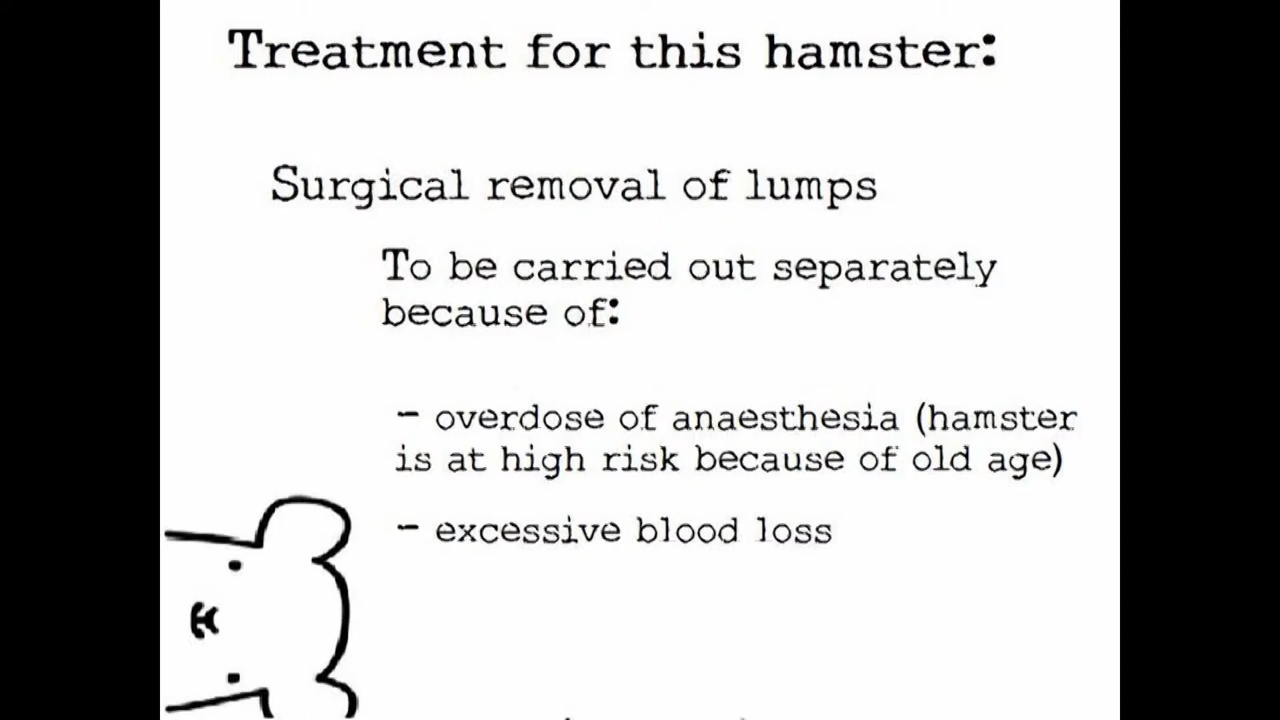 Treatment for this hamster:
Surgical removal of lumps
To be carried out separately
because of:
- overdose of anaesthesia (hamster
is at high risk because of old age)
- excessive blood loss